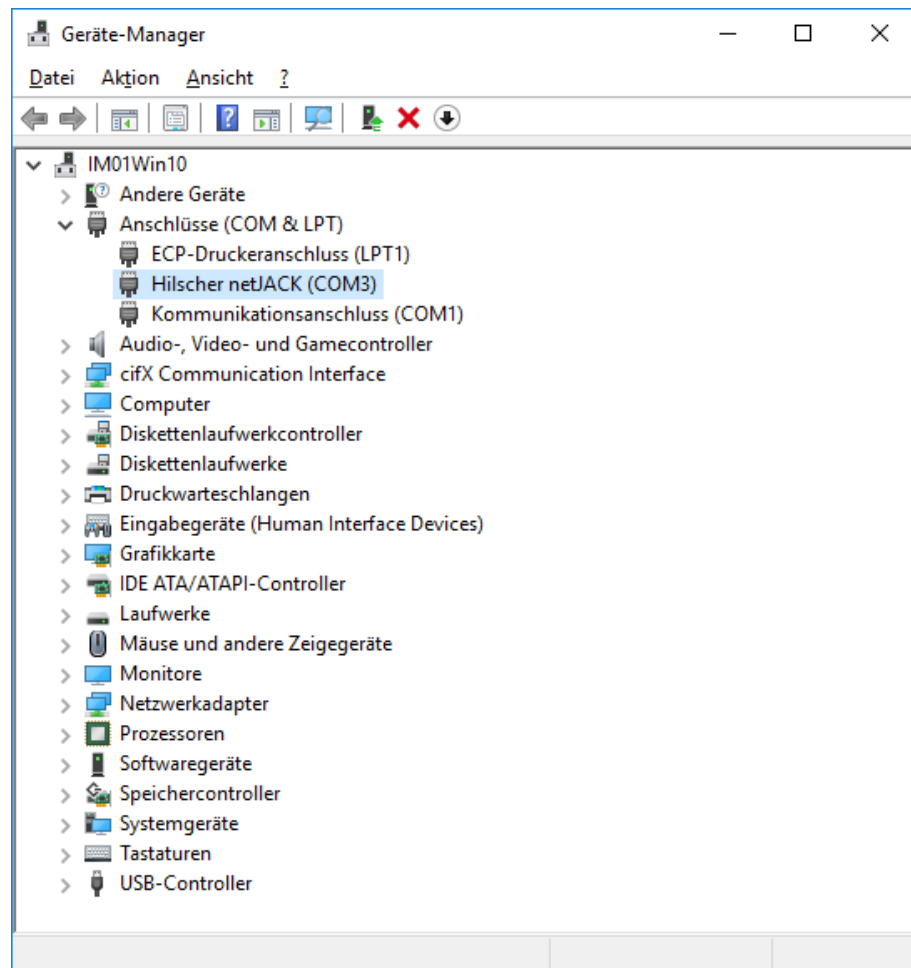 Geräte-Manager
Datei Aktion Ansicht ?
IM01Win10
Andere Geräte
Anschlüsse (COM & LPT)
ECP-Druckeranschluss (LPT1)
Hilscher netJACK (COM3)
Kommunikationsanschluss (COM1)
Audio-, Video- und Gamecontroller
cifX Communication Interface
Computer
Diskettenlaufwerkcontroller
Diskettenlaufwerke
Druckwarteschlangen
Eingabegeräte (Human Interface Devices)
Grafikkarte
IDE ATA/ATAPI-Controller
Laufwerke
Mäuse und andere Zeigegeräte
Monitore
Netzwerkadapter
Prozessoren
Softwaregeräte
Speichercontroller
Systemgeräte
Tastaturen
USB-Controller